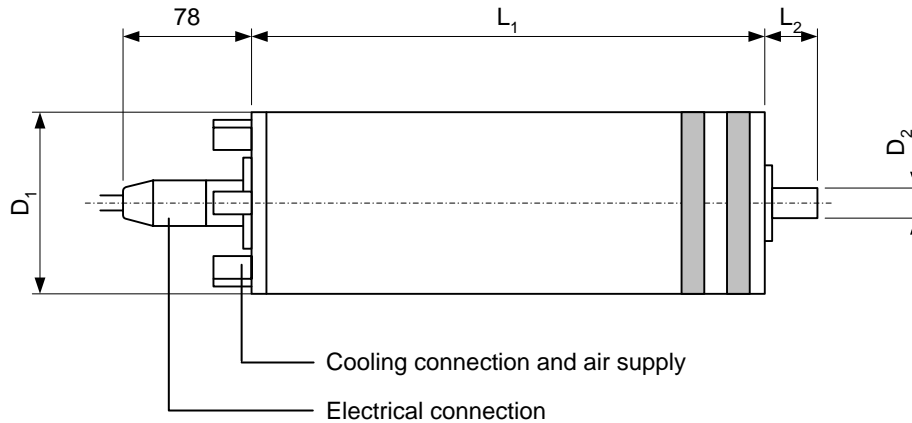 78
L₁
L₂
D₁
D₂
Cooling connection and air supply
Electrical connection